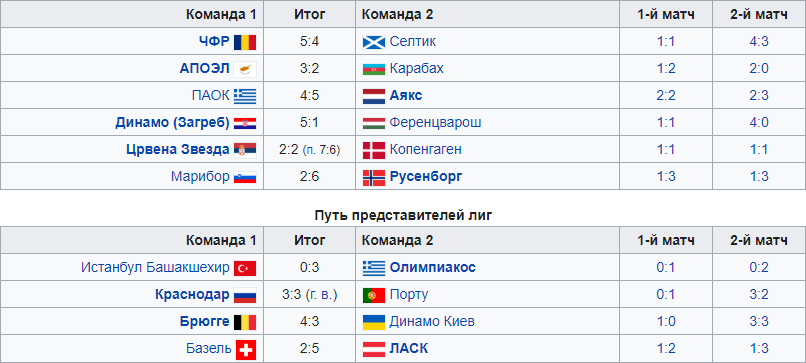 Команда 1 Итог Команда 2 1-й матч 2-й матч
ЧФР 5:4 Селтик 1:1 4:3
АПОЭЛ 3:2 Карабах 1:2 2:0
ПАОК 4:5 Аякс 2:2 2:3
Динамо (Загреб) 5:1 Ференцварош 1:1 4:0
Црвена Звезда 2:2 (п. 7:6) Копенгаген 1:1 1:1
Марибор 2:6 Русенборг 1:3 1:3
Путь представителей лиг
Команда 1 Итог Команда 2 1-й матч 2-й матч
Истанбул Башакшехир 0:3 Олимпиакос 0:1 0:2
Краснодар 3:3 (г. в.) Порту 0:1 3:2
Брюгге 4:3 Динамо Киев 1:0 3:3
Базель 2:5 ЛАСК 1:2 1:3